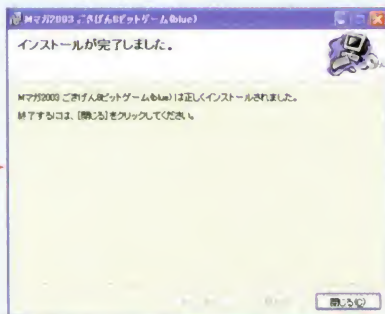 Mマガ2003 ごきげん8ビットゲーム(blue)
インストールが完了しました。
Mマガ2003 ごきげん8ビットゲーム(blue) は正しくインストールされました。
終了するには、[閉じる]をクリックしてください。
閉じる(C)